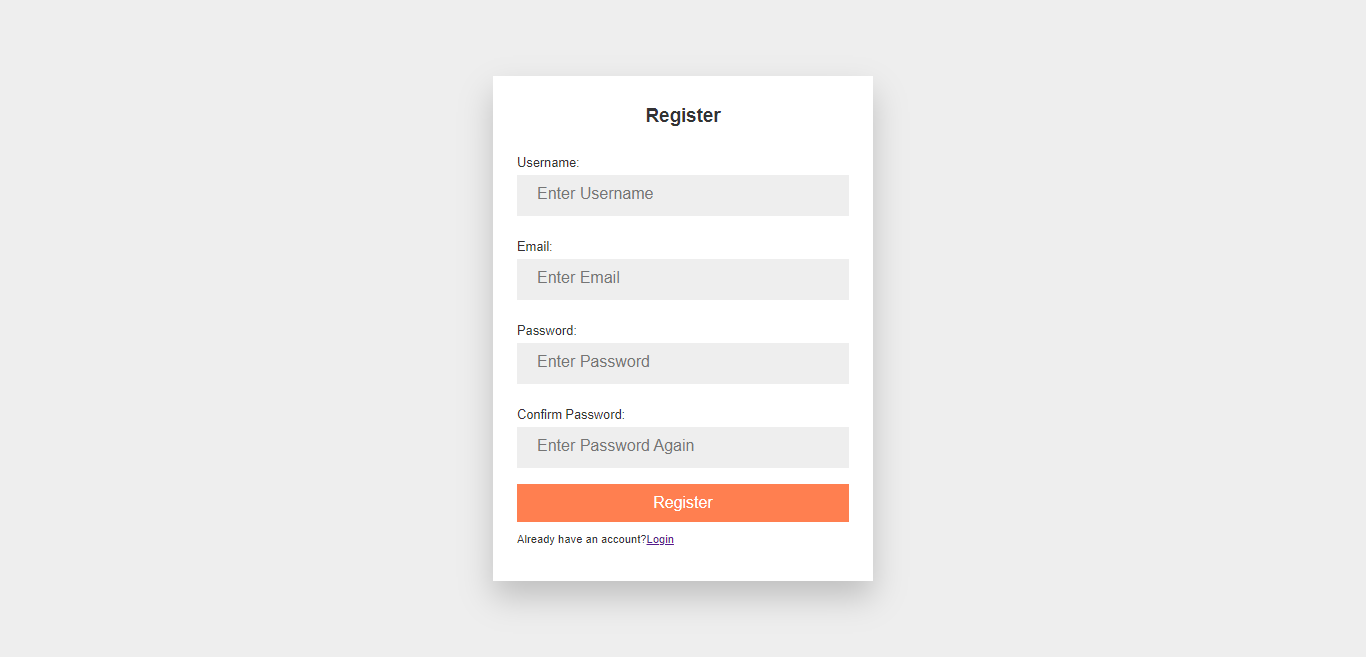 Register
Username:
Enter Username
Email:
Enter Email
Password:
Enter Password
Confirm Password:
Enter Password Again
Register
Already have an account?Login